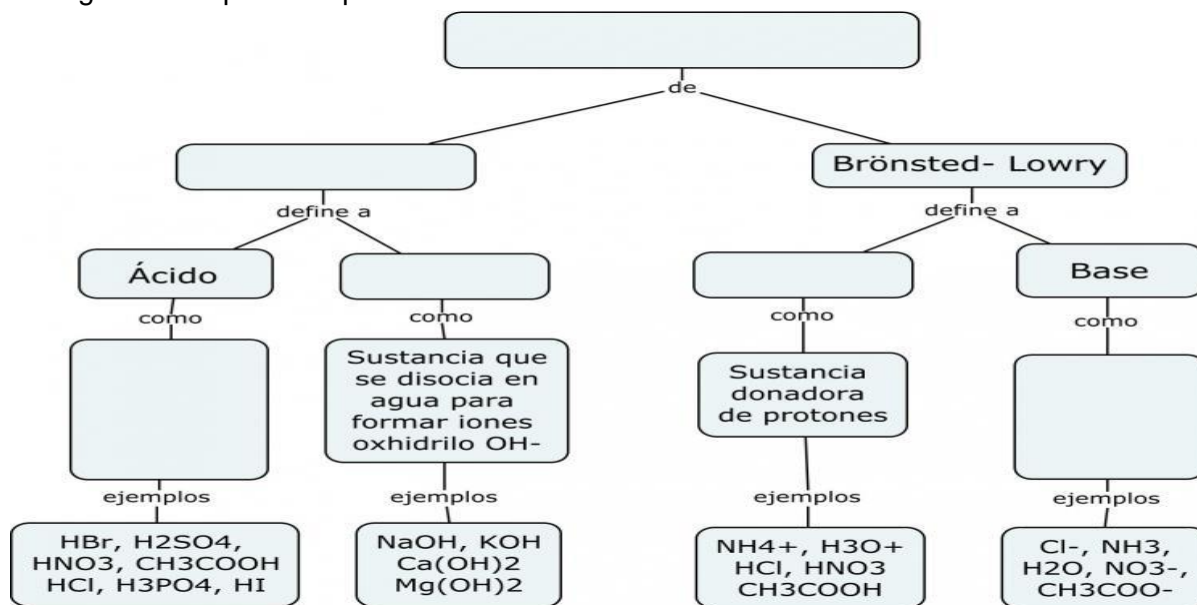 de
Brönsted- Lowry
define a
define a
Ácido
Base
como
como
como
como
Sustancia que
se disocia en
agua para
formar iones
oxhidrilo OH-
Sustancia
donadora
de protones
ejemplos
ejemplos
ejemplos
ejemplos
HBr, H2SO4,
HNO3, CH3COOH
HCl, H3PO4, HI
NaOH, KOH
Ca(OH)2
Mg(OH)2
NH4+, H3O+
HCl, HNO3
CH3COOH
Cl-, NH3,
H2O, NO3-,
CH3COO-